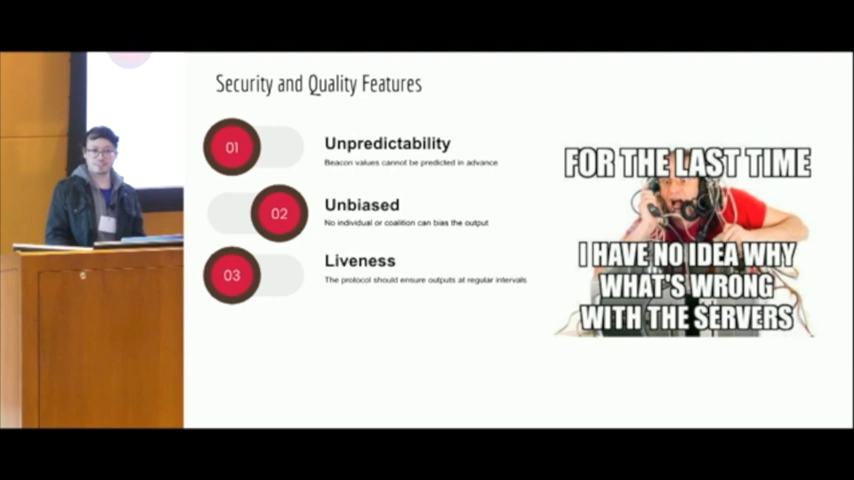 Security and Quality Features
01
Unpredictability
Beacon values cannot be predicted in advance
02
Unbiased
No individual or coalition can bias the output
03
Liveness
The protocol should ensure outputs at regular intervals
FOR THE LAST TIME
I HAVE NO IDEA WHY
WHAT'S WRONG
WITH THE SERVERS